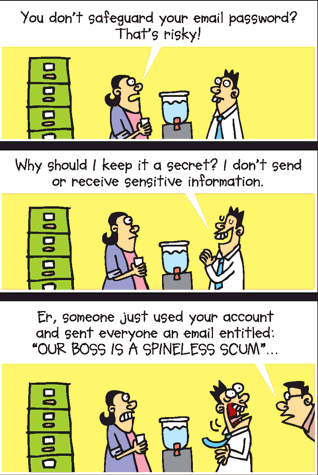 You don't safeguard your email password?
That's risky!
Why should I keep it a secret? I don't send
or receive sensitive information.
Er, someone just used your account
and sent everyone an email entitled:
"OUR BOSS IS A SPINELESS SCUM"...